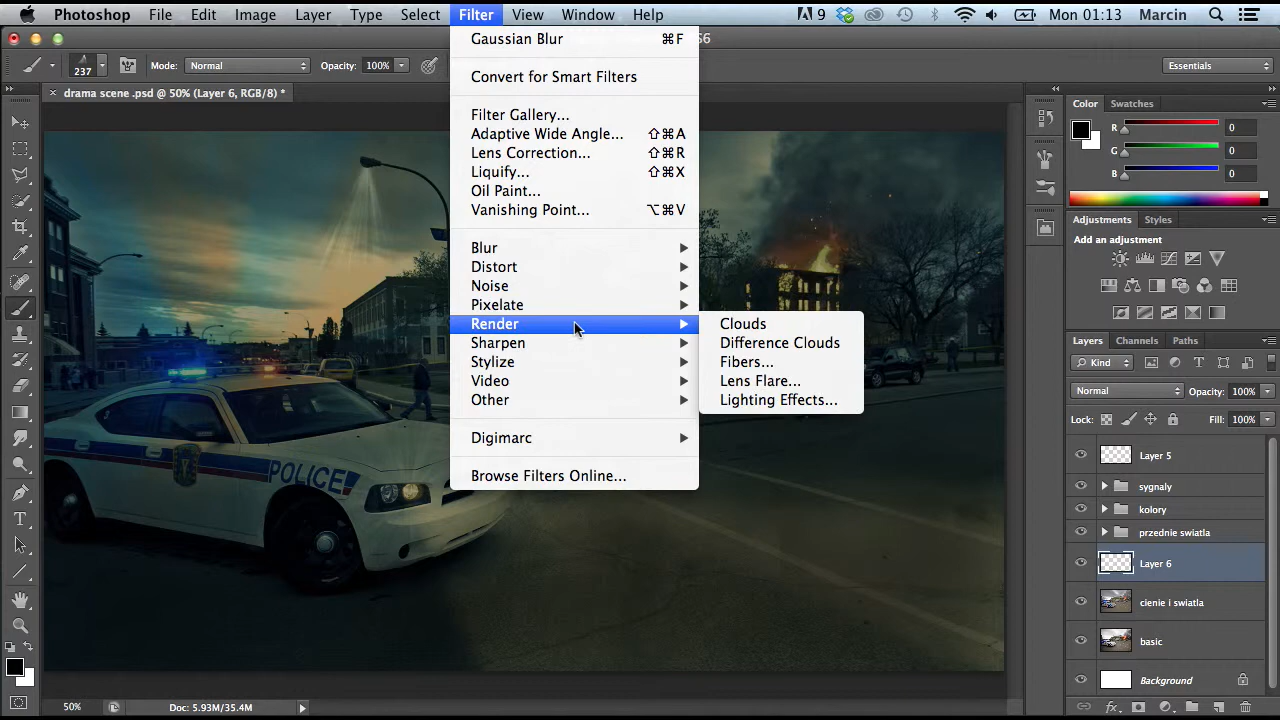 Photoshop File Edit Image Layer Type Select Filter View Window Help 9 Mon 01:13 Marcin
S6
237 Mode: Normal Opacity: 100% Essentials
× drama scene .psd @ 50% (Layer 6, RGB/8) *
Gaussian Blur ⌘F
Convert for Smart Filters
Filter Gallery...
Adaptive Wide Angle... ⇧⌘A
Lens Correction... ⇧⌘R
Liquify... ⇧⌘X
Oil Paint...
Vanishing Point... ⌥⌘V
Blur
Distort
Noise
Pixelate
Render
Sharpen
Stylize
Video
Other
Digimarc
Browse Filters Online...
Clouds
Difference Clouds
Fibers...
Lens Flare...
Lighting Effects...
POLICE
Color Swatches
R 0
G 0
B 0
Adjustments Styles
Add an adjustment
Layers Channels Paths
Kind
Normal Opacity: 100%
Lock: Fill: 100%
Layer 5
sygnaly
kolory
przednie swiatla
Layer 6
cienie i swiatla
basic
Background
50% Doc: 5.93M/35.4M